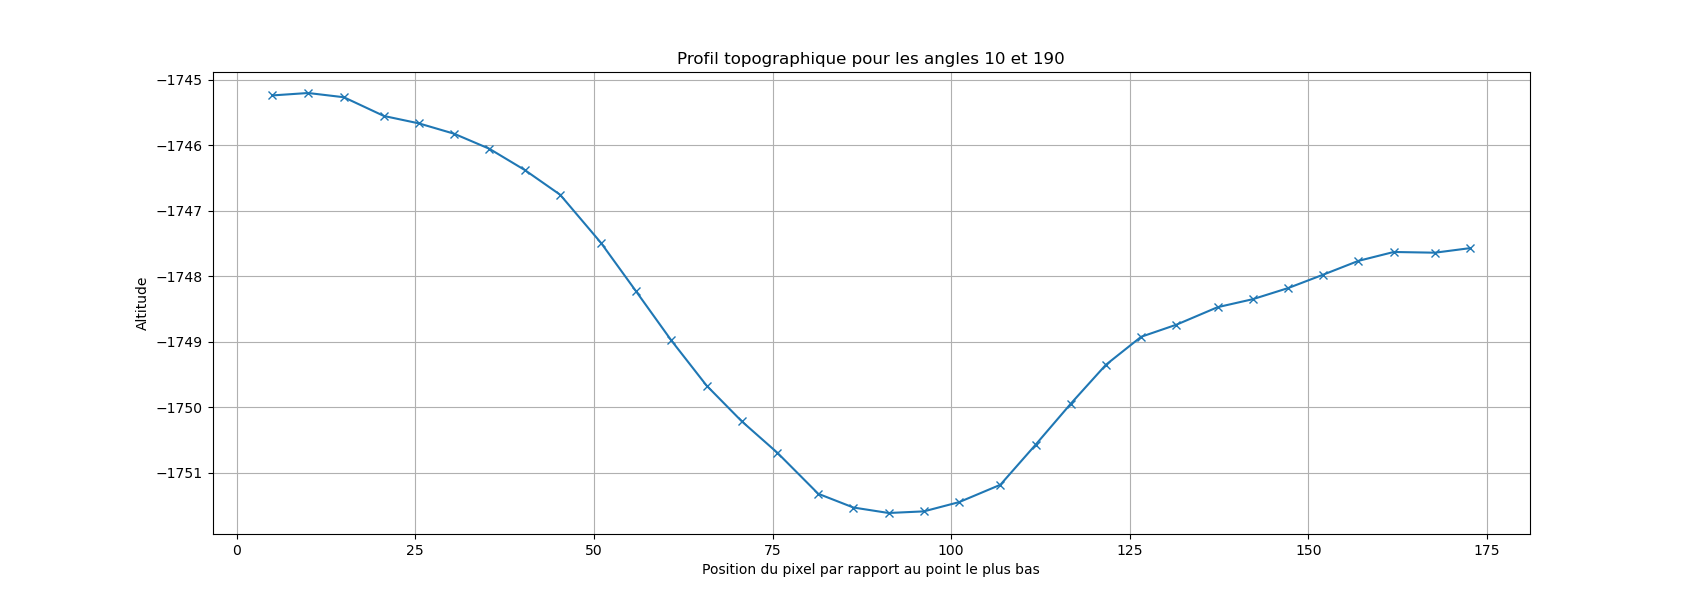 Profil topographique pour les angles 10 et 190
−1745
−1746
−1747
−1748
−1749
−1750
−1751
Altitude
0 25 50 75 100 125 150 175
Position du pixel par rapport au point le plus bas